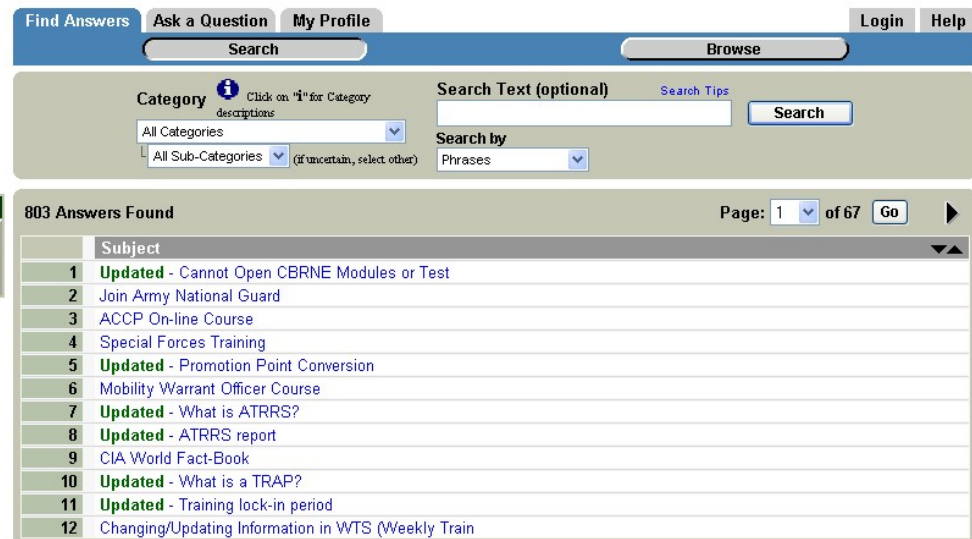 Find Answers Ask a Question My Profile Login Help
Search Browse
Category i Click on "i" for Category descriptions
Search Text (optional) Search Tips
All Categories
Search
All Sub-Categories (if uncertain, select other)
Search by
Phrases
803 Answers Found Page: 1 of 67 Go
Subject
1 Updated - Cannot Open CBRNE Modules or Test
2 Join Army National Guard
3 ACCP On-line Course
4 Special Forces Training
5 Updated - Promotion Point Conversion
6 Mobility Warrant Officer Course
7 Updated - What is ATRRS?
8 Updated - ATRRS report
9 CIA World Fact-Book
10 Updated - What is a TRAP?
11 Updated - Training lock-in period
12 Changing/Updating Information in WTS (Weekly Train